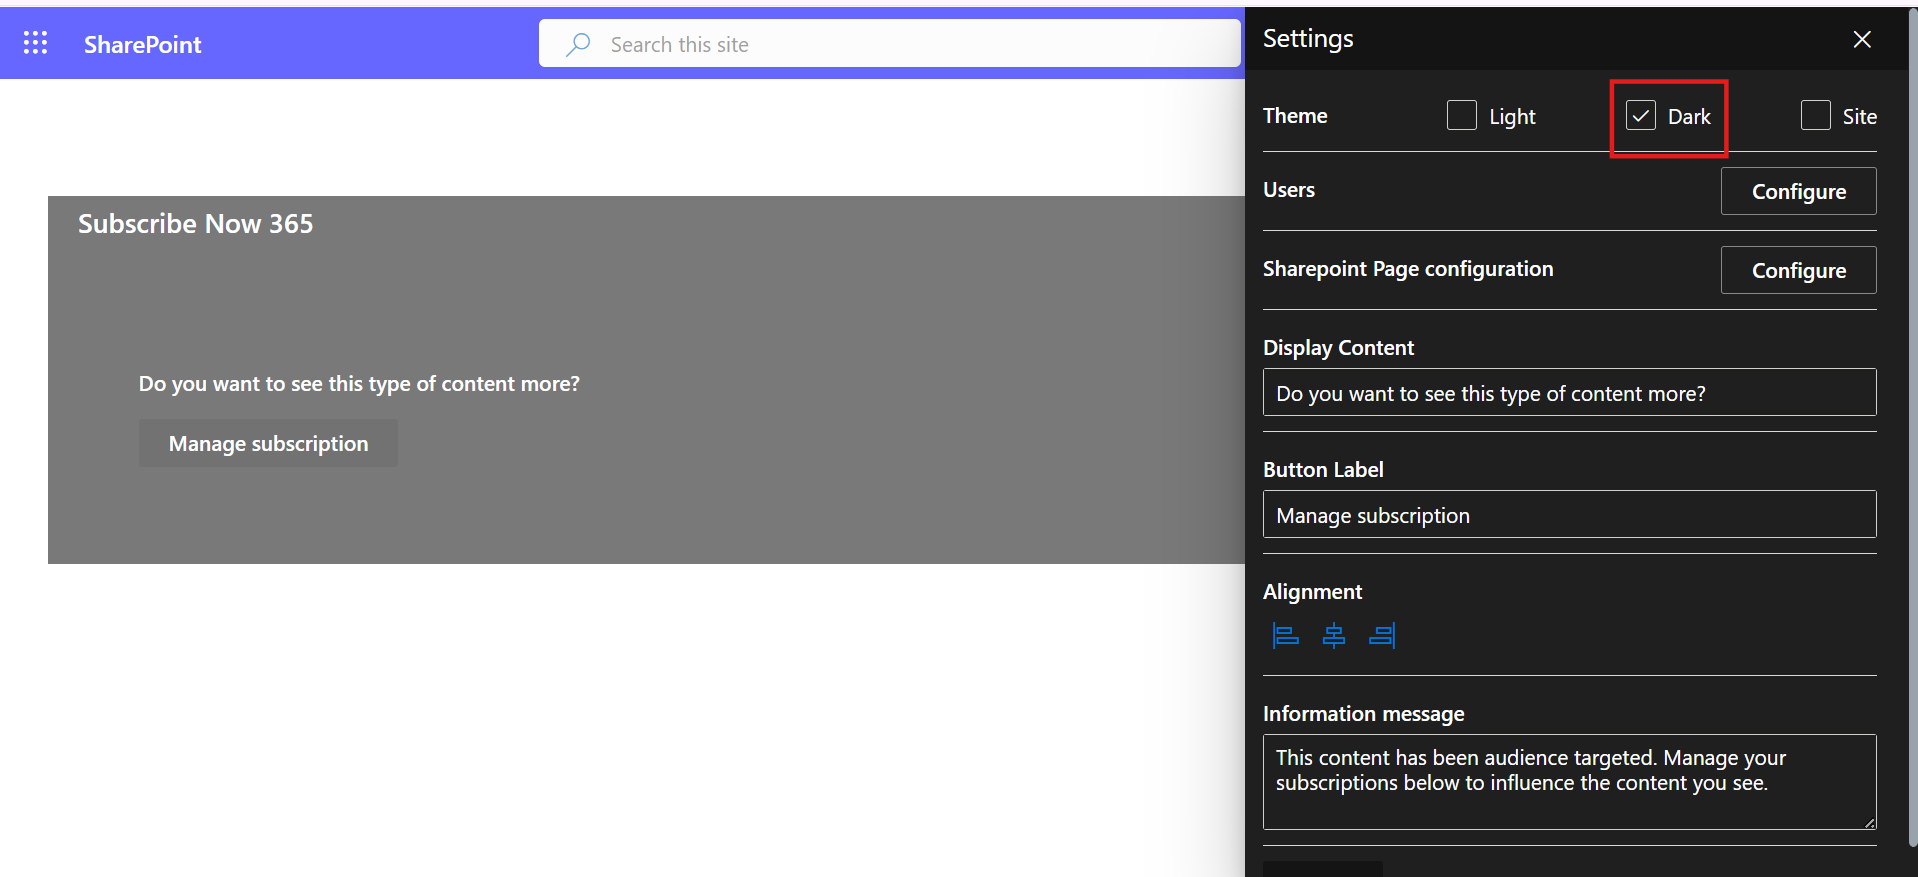 SharePoint
Search this site
Subscribe Now 365
Do you want to see this type of content more?
Manage subscription
Settings
Theme
Light
Dark
Site
Users
Configure
Sharepoint Page configuration
Configure
Display Content
Do you want to see this type of content more?
Button Label
Manage subscription
Alignment
Information message
This content has been audience targeted. Manage your
subscriptions below to influence the content you see.